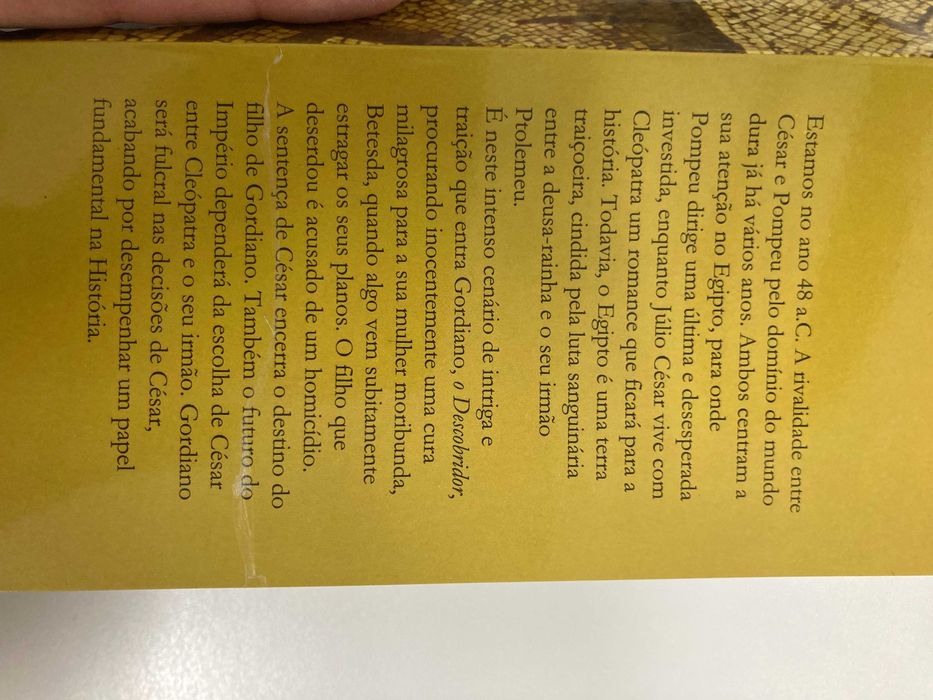 Estamos no ano 48 a.C. A rivalidade entre
César e Pompeu pelo domínio do mundo
dura já há vários anos. Ambos centram a
sua atenção no Egipto, para onde
Pompeu dirige uma última e desesperada
investida, enquanto Júlio César vive com
Cleópatra um romance que ficará para a
história. Todavia, o Egipto é uma terra
traiçoeira, cindida pela luta sanguinária
entre a deusa-rainha e o seu irmão
Ptolemeu.
É neste intenso cenário de intriga e
traição que entra Gordiano, o Descobridor,
procurando inocentemente uma cura
milagrosa para a sua mulher moribunda,
Betesda, quando algo vem subitamente
estragar os seus planos. O filho que
deserdou é acusado de um homicídio.
A sentença de César encerra o destino do
filho de Gordiano. Também o futuro do
Império dependerá da escolha de César
entre Cleópatra e o seu irmão. Gordiano
será fulcral nas decisões de César,
acabando por desempenhar um papel
fundamental na História.